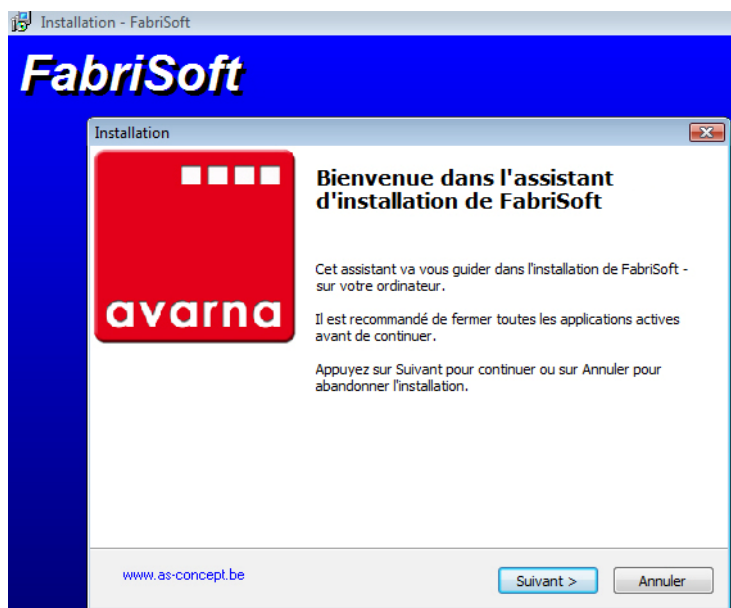 Installation - FabriSoft
FabriSoft
Installation
avarna
Bienvenue dans l'assistant
d'installation de FabriSoft
Cet assistant va vous guider dans l'installation de FabriSoft -
sur votre ordinateur.
Il est recommandé de fermer toutes les applications actives
avant de continuer.
Appuyez sur Suivant pour continuer ou sur Annuler pour
abandonner l'installation.
www.as-concept.be
Suivant >
Annuler